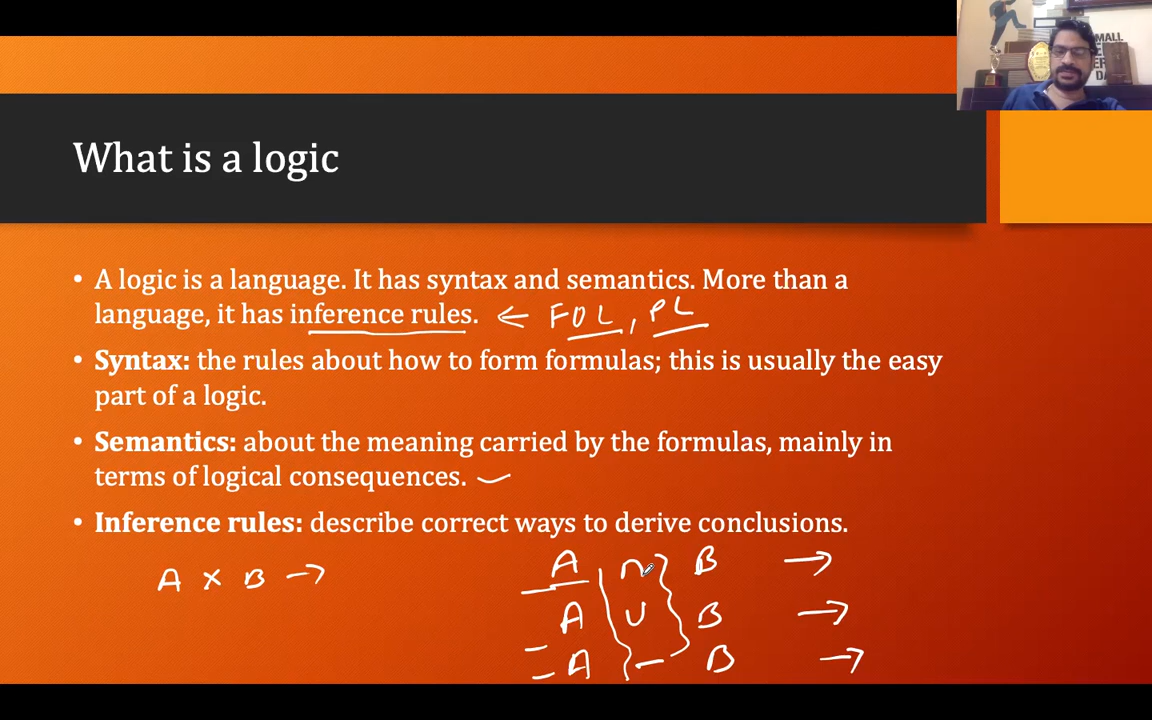 What is a logic
• A logic is a language. It has syntax and semantics. More than a
language, it has inference rules. ← FOL, PL
• Syntax: the rules about how to form formulas; this is usually the easy
part of a logic.
• Semantics: about the meaning carried by the formulas, mainly in
terms of logical consequences.
• Inference rules: describe correct ways to derive conclusions.
A × B →
A ∩ B →
A ∪ B →
A − B →